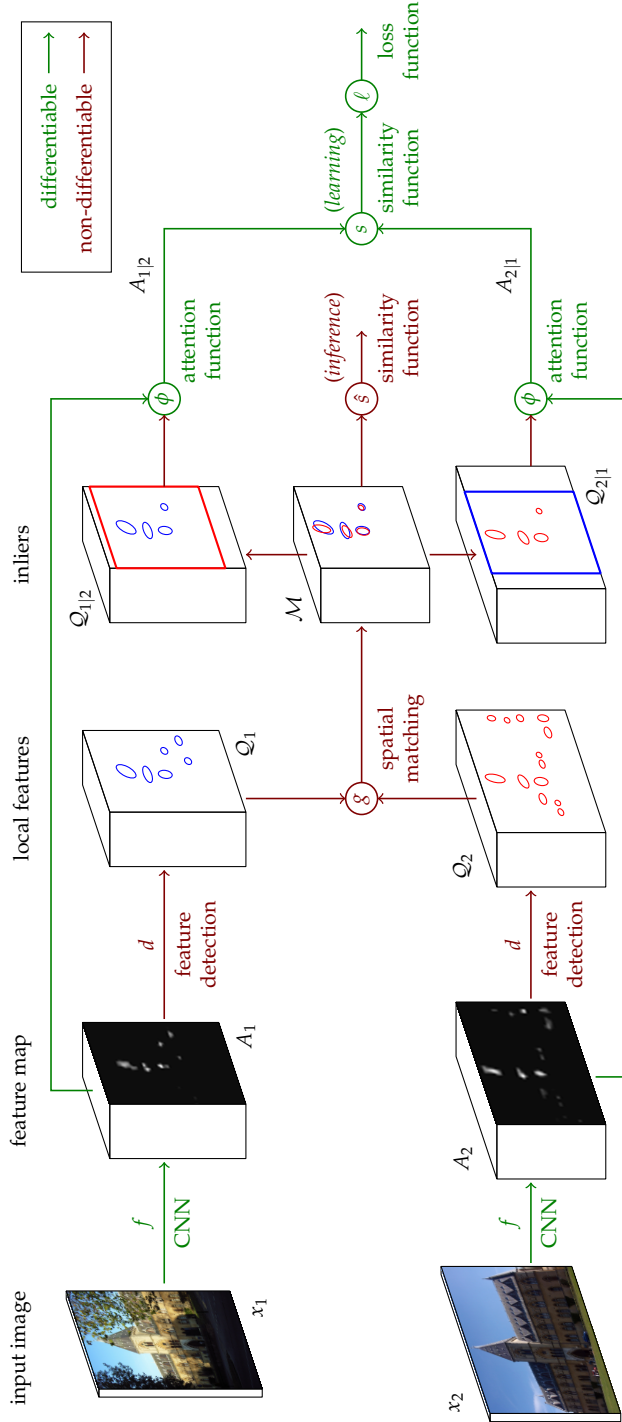 input image
feature map
local features
inliers
differentiable
non-differentiable
x₁
f
CNN
A₁
d
feature
detection
Q₁
Q₁|₂
ϕ
attention
function
A₁|₂
g
spatial
matching
M
ŝ
(inference)
similarity
function
s
(learning)
similarity
function
ℓ
loss
function
x₂
f
CNN
A₂
d
feature
detection
Q₂
Q₂|₁
ϕ
attention
function
A₂|₁